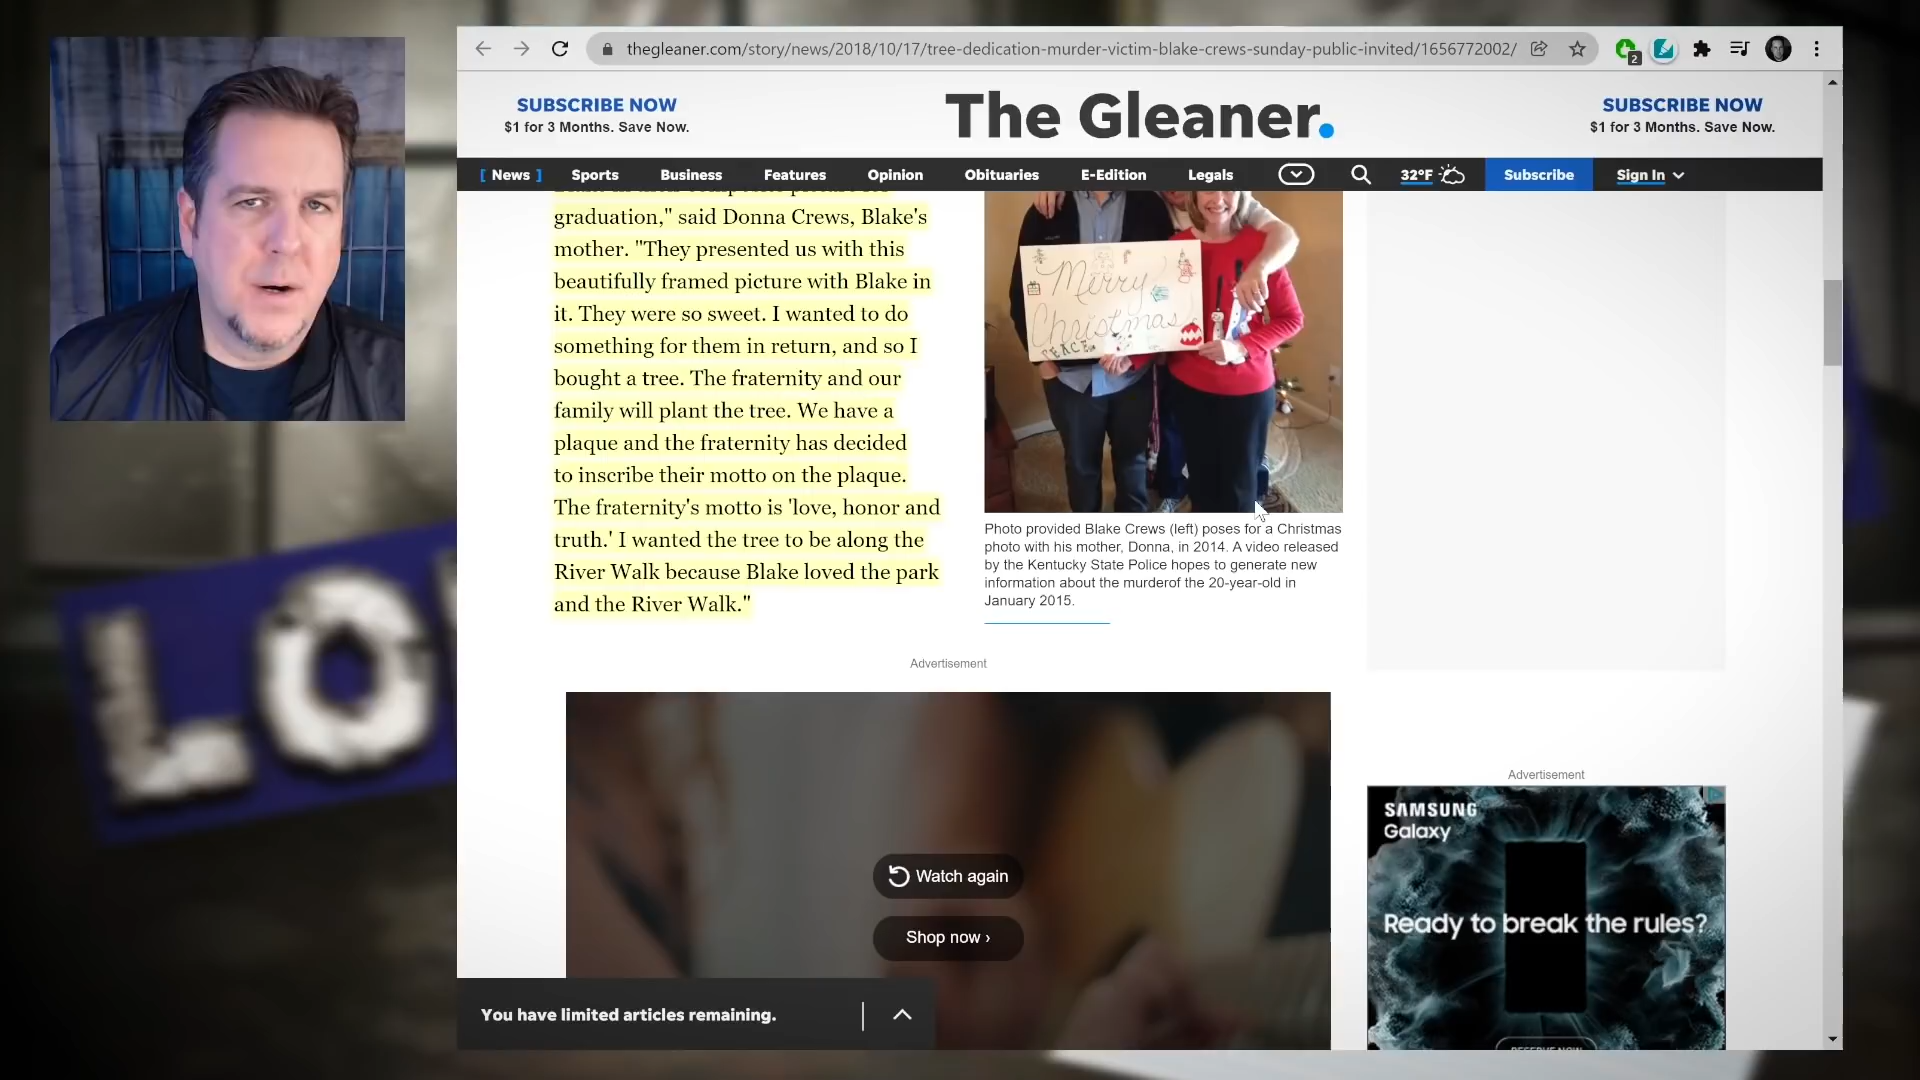 thegleaner.com/story/news/2018/10/17/tree-dedication-murder-victim-blake-crews-sunday-public-invited/1656772002/
2
SUBSCRIBE NOW
$1 for 3 Months. Save Now.
The Gleaner.
SUBSCRIBE NOW
$1 for 3 Months. Save Now.
[ News ] Sports Business Features Opinion Obituaries E-Edition Legals 32°F Subscribe Sign In
graduation," said Donna Crews, Blake's
mother. "They presented us with this
beautifully framed picture with Blake in
it. They were so sweet. I wanted to do
something for them in return, and so I
bought a tree. The fraternity and our
family will plant the tree. We have a
plaque and the fraternity has decided
to inscribe their motto on the plaque.
The fraternity's motto is 'love, honor and
truth.' I wanted the tree to be along the
River Walk because Blake loved the park
and the River Walk."
Merry
Christmas
PEACE
Photo provided Blake Crews (left) poses for a Christmas
photo with his mother, Donna, in 2014. A video released
by the Kentucky State Police hopes to generate new
information about the murderof the 20-year-old in
January 2015.
Advertisement
Watch again
Shop now ›
Advertisement
SAMSUNG
Galaxy
Ready to break the rules?
RESERVE NOW
You have limited articles remaining.
LO